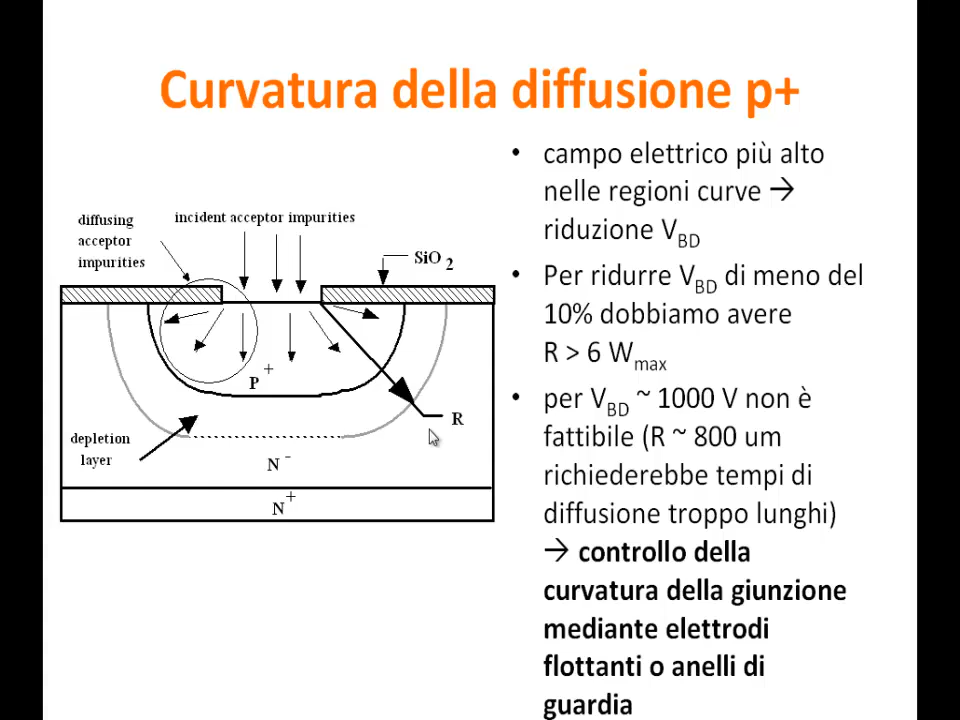 Curvatura della diffusione p+
diffusing
acceptor
impurities
incident acceptor impurities
SiO 2
P +
R
depletion
layer
N -
N +
• campo elettrico più alto
nelle regioni curve →
riduzione VBD
• Per ridurre VBD di meno del
10% dobbiamo avere
R > 6 Wmax
• per VBD ~ 1000 V non è
fattibile (R ~ 800 um
richiederebbe tempi di
diffusione troppo lunghi)
→ controllo della
curvatura della giunzione
mediante elettrodi
flottanti o anelli di
guardia